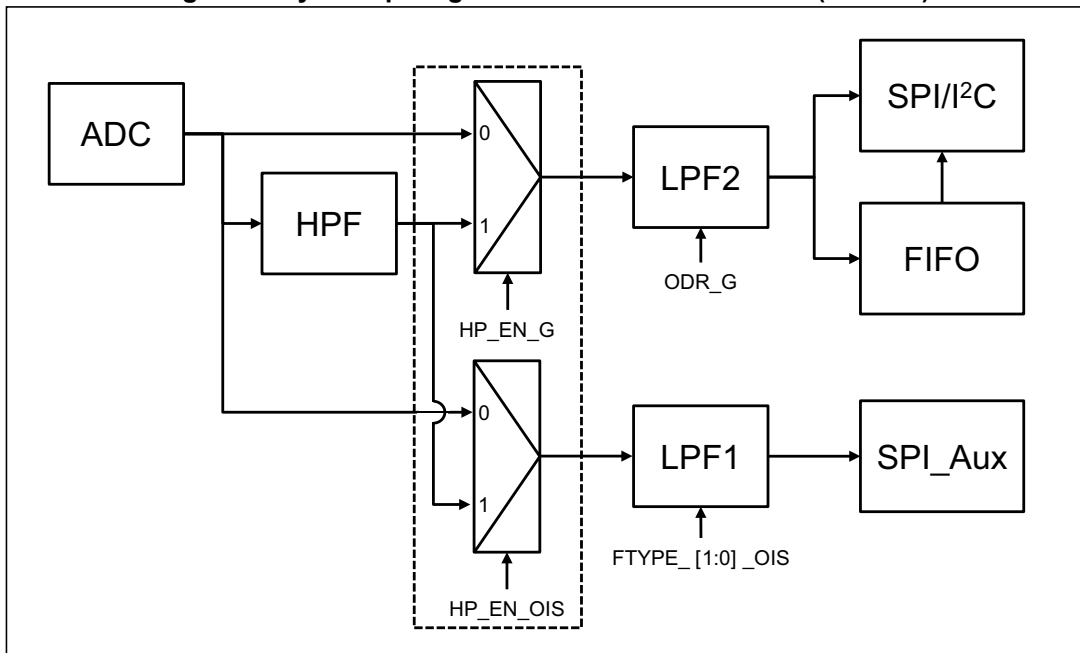 ADC
0
SPI/I²C
LPF2
HPF
1
FIFO
ODR_G
HP_EN_G
0
LPF1
SPI_Aux
1
FTYPE_ [1:0] _OIS
HP_EN_OIS